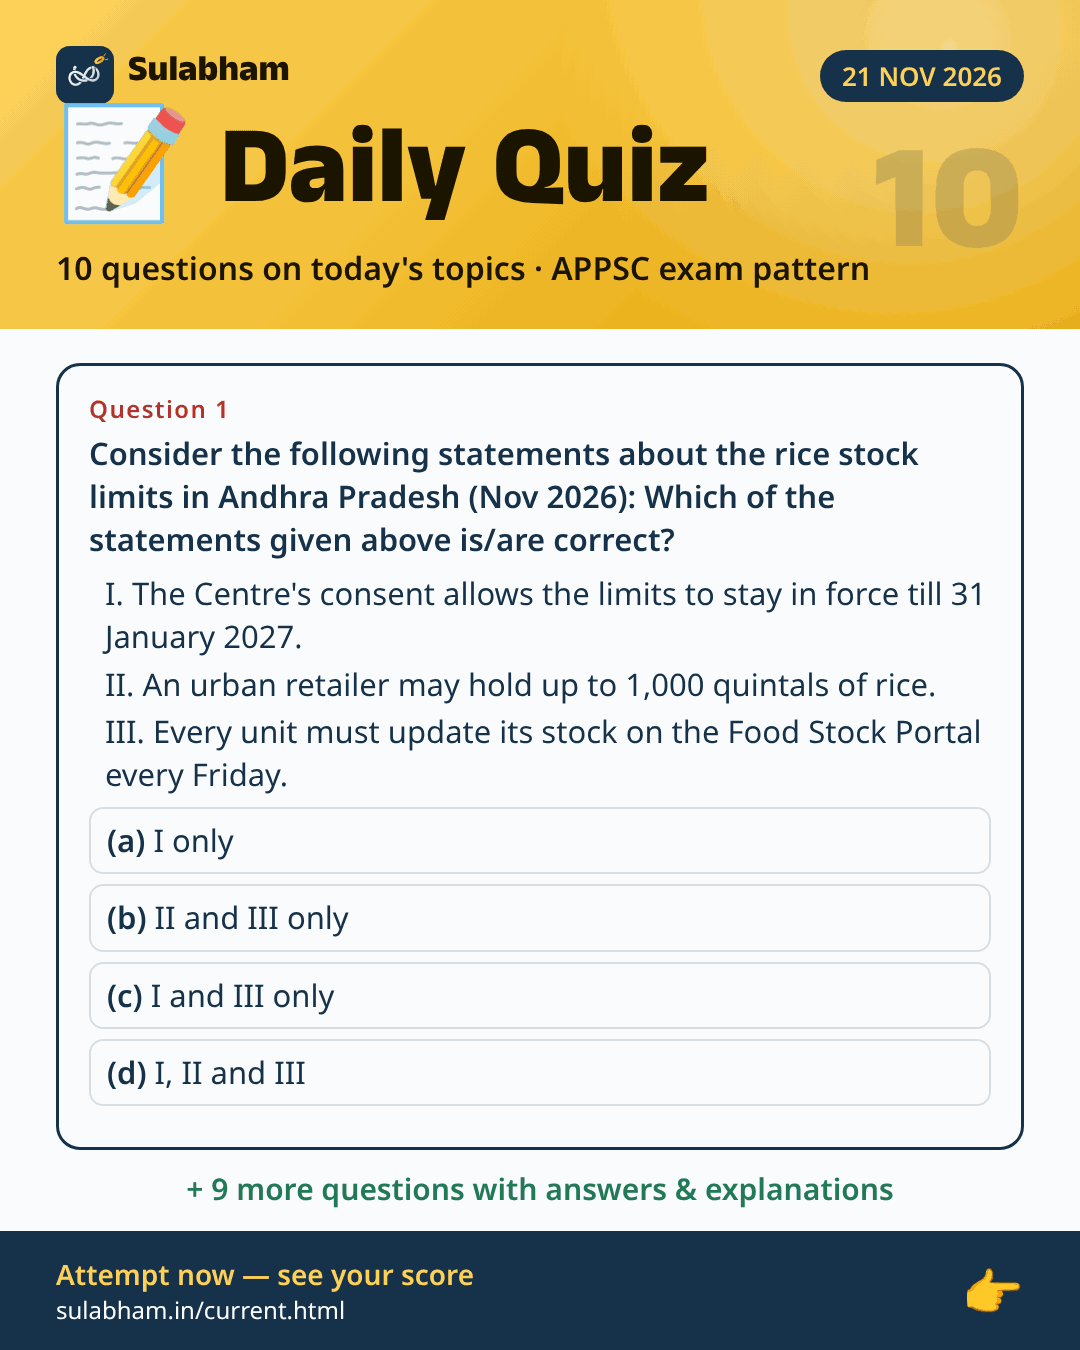 Sulabham
21 NOV 2026
Daily Quiz
10
10 questions on today's topics · APPSC exam pattern
Question 1
Consider the following statements about the rice stock
limits in Andhra Pradesh (Nov 2026): Which of the
statements given above is/are correct?
I. The Centre's consent allows the limits to stay in force till 31
January 2027.
II. An urban retailer may hold up to 1,000 quintals of rice.
III. Every unit must update its stock on the Food Stock Portal
every Friday.
(a) I only
(b) II and III only
(c) I and III only
(d) I, II and III
+ 9 more questions with answers & explanations
Attempt now — see your score
sulabham.in/current.html